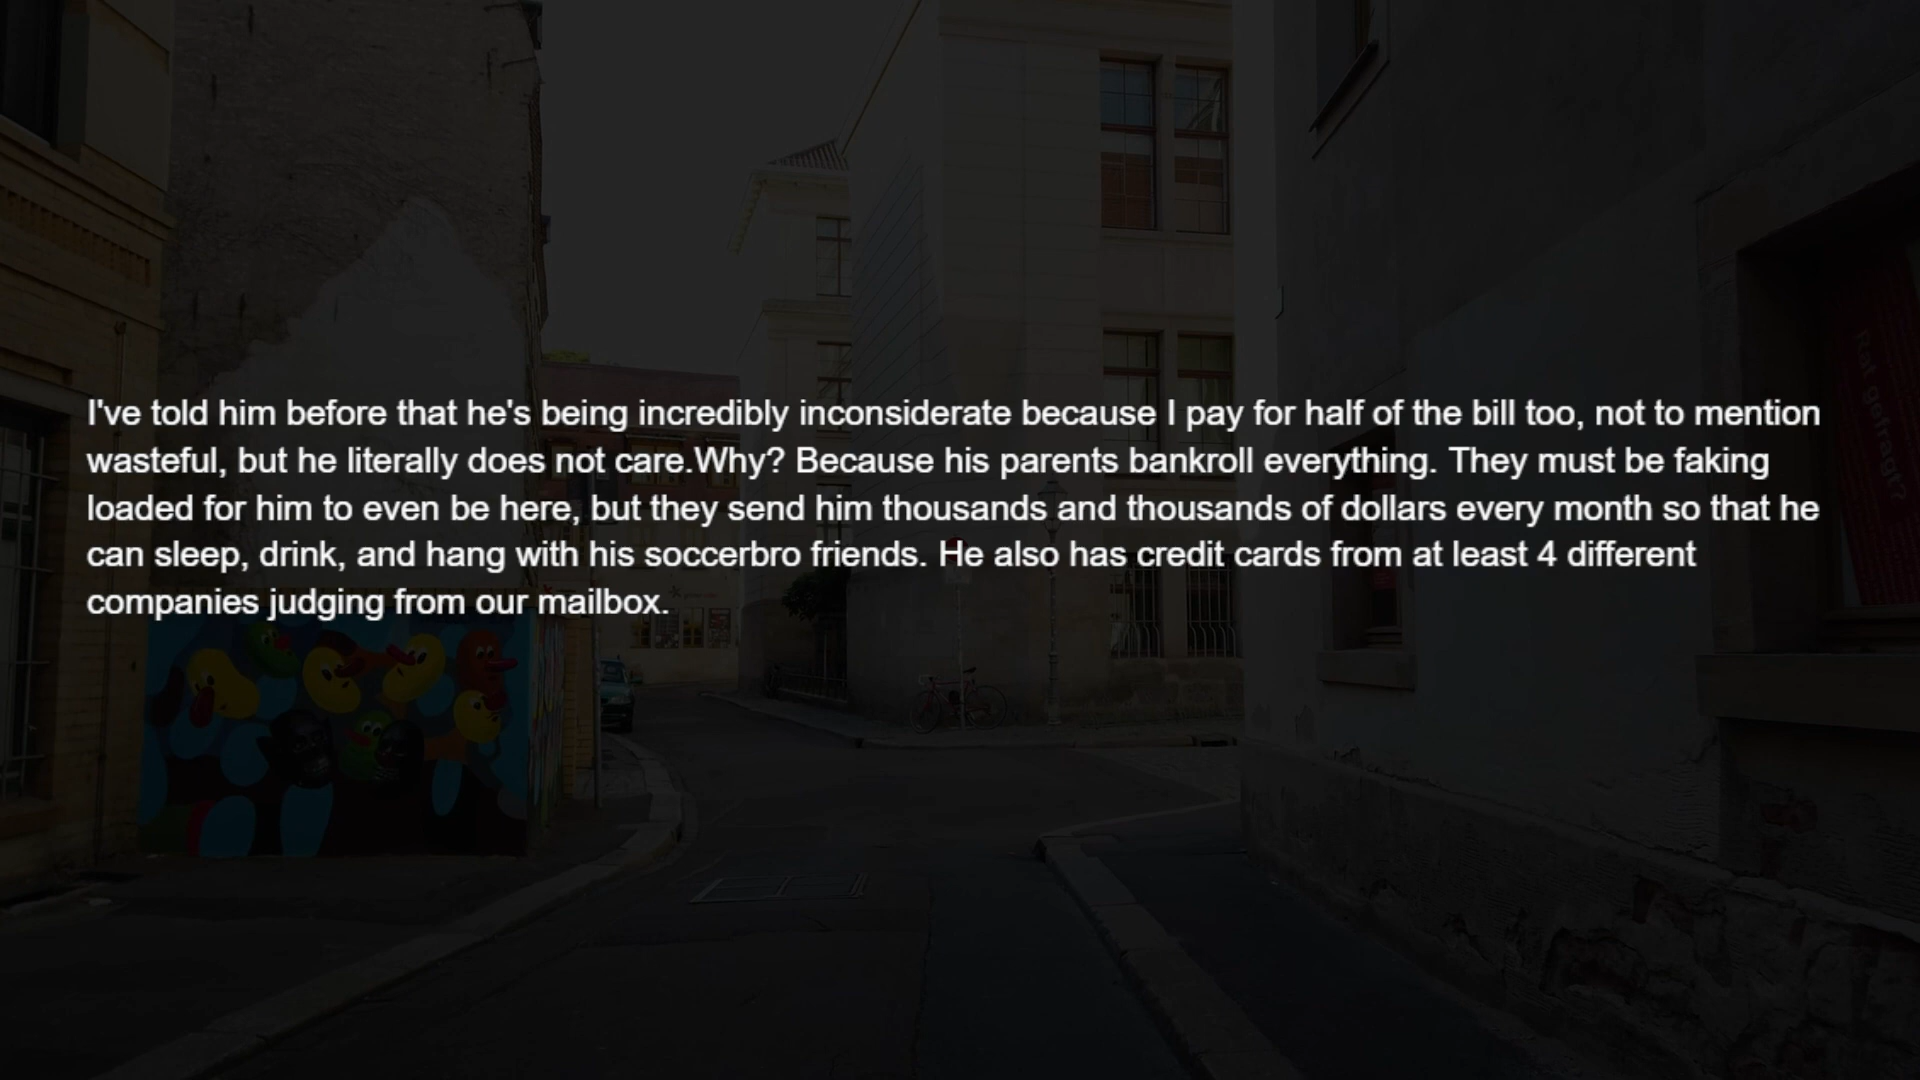 I've told him before that he's being incredibly inconsiderate because I pay for half of the bill too, not to mention
wasteful, but he literally does not care.Why? Because his parents bankroll everything. They must be faking
loaded for him to even be here, but they send him thousands and thousands of dollars every month so that he
can sleep, drink, and hang with his soccerbro friends. He also has credit cards from at least 4 different
companies judging from our mailbox.
Rat gefragt?